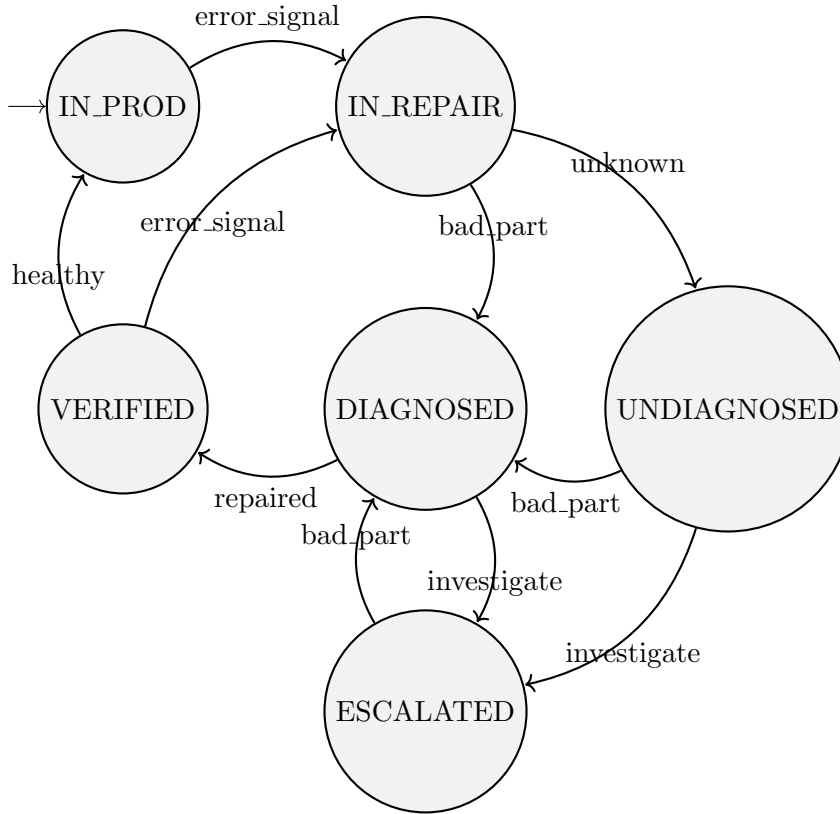 error_signal
IN_PROD
IN_REPAIR
unknown
error_signal
bad_part
healthy
VERIFIED
DIAGNOSED
UNDIAGNOSED
repaired
bad_part
bad_part
investigate
investigate
ESCALATED